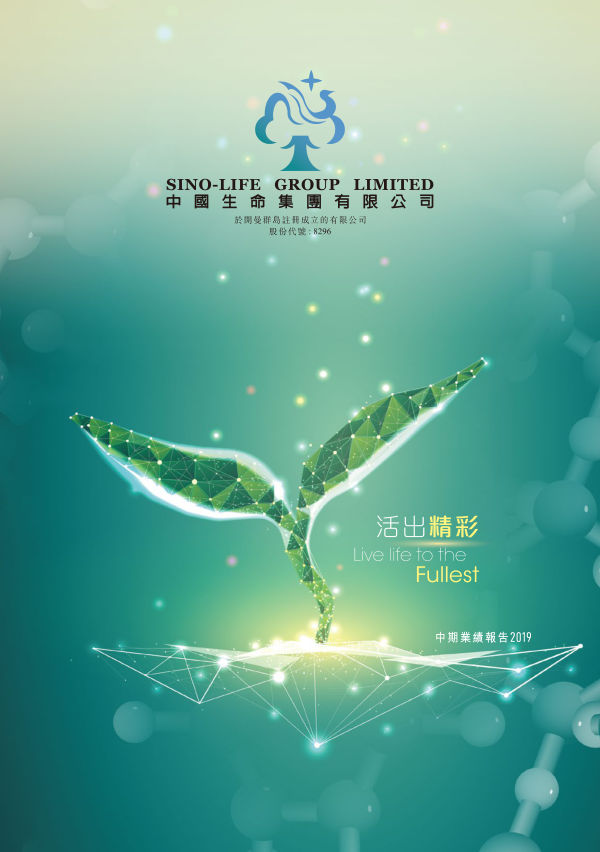 SINO-LIFE GROUP LIMITED
中國生命集團有限公司
於開曼群島註冊成立的有限公司
股份代號 : 8296
活出精彩
Live life to the
Fullest
中期業績報告2019